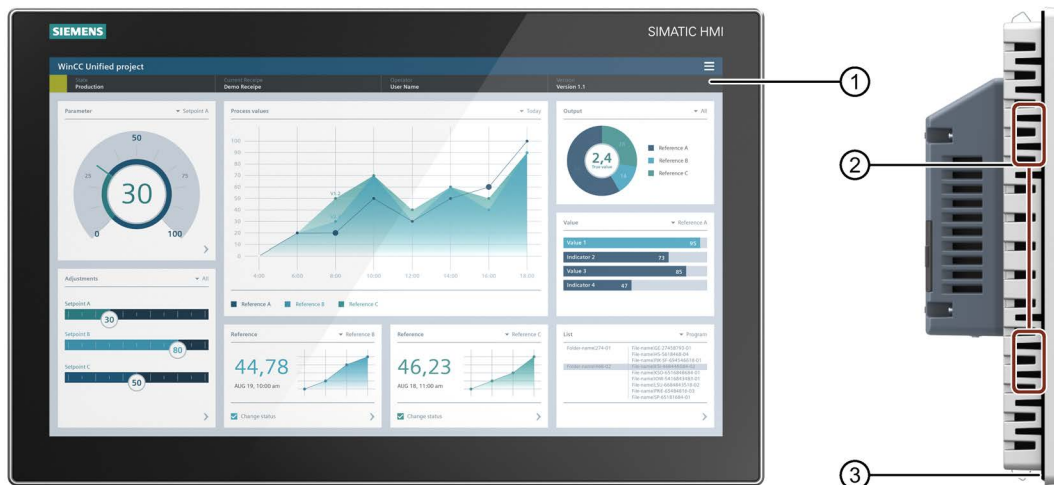 SIEMENS
SIMATIC HMI
WinCC Unified project
State
Production
Current Receipe
Demo Receipe
Operator
User Name
Version
Version 1.1
Parameter
Setpoint A
50
25
75
30
0
100
Process values
Today
100
90
80
70
60
50
40
30
20
10
0
V1.2
4:00
6:00
8:00
10:00
12:00
14:00
16:00
18:00
Reference A
Reference B
Reference C
Output
All
2,4
True value
Reference A
Reference B
Reference C
Value
Reference A
Value 1
95
Indicator 2
73
Value 3
85
Indicator 4
47
Adjustments
All
Setpoint A
30
Setpoint B
80
Setpoint C
50
Reference
Reference B
44,78
AUG 19, 10:00 am
Change status
Reference
Reference C
46,23
AUG 18, 11:00 am
Change status
List
Program
1
2
3